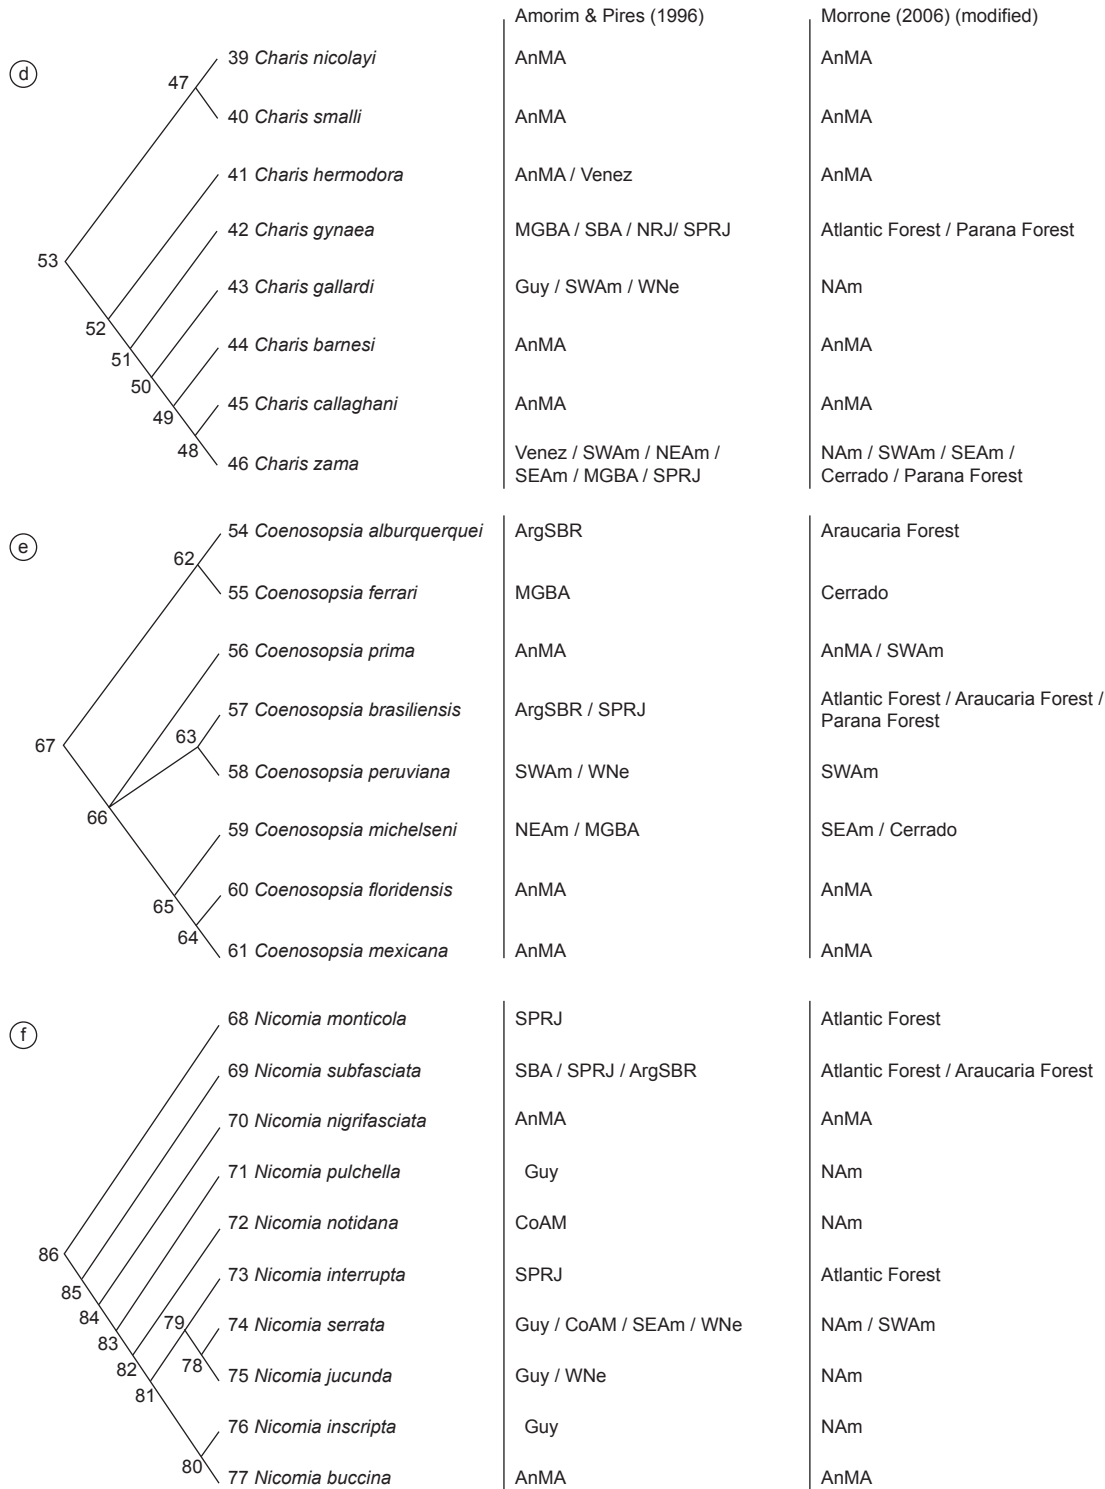 Amorim & Pires (1996) Morrone (2006) (modified)
d
39 Charis nicolayi AnMA AnMA
47
40 Charis smalli AnMA AnMA
41 Charis hermodora AnMA / Venez AnMA
42 Charis gynaea MGBA / SBA / NRJ/ SPRJ Atlantic Forest / Parana Forest
53
43 Charis gallardi Guy / SWAm / WNe NAm
52
44 Charis barnesi AnMA AnMA
51
50
45 Charis callaghani AnMA AnMA
49
48
46 Charis zama Venez / SWAm / NEAm / NAm / SWAm / SEAm /
SEAm / MGBA / SPRJ Cerrado / Parana Forest
e
54 Coenosopsia alburquerquei ArgSBR Araucaria Forest
62
55 Coenosopsia ferrari MGBA Cerrado
56 Coenosopsia prima AnMA AnMA / SWAm
57 Coenosopsia brasiliensis ArgSBR / SPRJ Atlantic Forest / Araucaria Forest /
Parana Forest
63
67
58 Coenosopsia peruviana SWAm / WNe SWAm
66
59 Coenosopsia michelseni NEAm / MGBA SEAm / Cerrado
60 Coenosopsia floridensis AnMA AnMA
65
64
61 Coenosopsia mexicana AnMA AnMA
f
68 Nicomia monticola SPRJ Atlantic Forest
69 Nicomia subfasciata SBA / SPRJ / ArgSBR Atlantic Forest / Araucaria Forest
70 Nicomia nigrifasciata AnMA AnMA
71 Nicomia pulchella Guy NAm
72 Nicomia notidana CoAM NAm
86
73 Nicomia interrupta SPRJ Atlantic Forest
85
84
79
74 Nicomia serrata Guy / CoAM / SEAm / WNe NAm / SWAm
83
82
78
75 Nicomia jucunda Guy / WNe NAm
81
76 Nicomia inscripta Guy NAm
80
77 Nicomia buccina AnMA AnMA